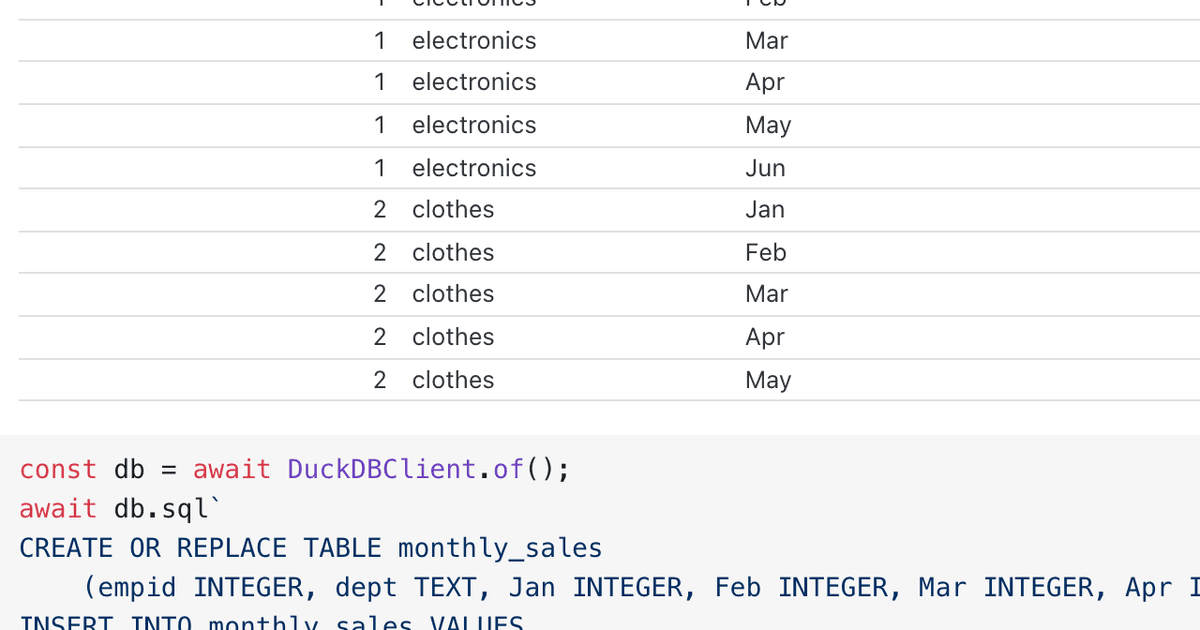 1 electronics Feb
1 electronics Mar
1 electronics Apr
1 electronics May
1 electronics Jun
2 clothes Jan
2 clothes Feb
2 clothes Mar
2 clothes Apr
2 clothes May
const db = await DuckDBClient.of();
await db.sql`
CREATE OR REPLACE TABLE monthly_sales
(empid INTEGER, dept TEXT, Jan INTEGER, Feb INTEGER, Mar INTEGER, Apr I
INSERT INTO monthly_sales VALUES